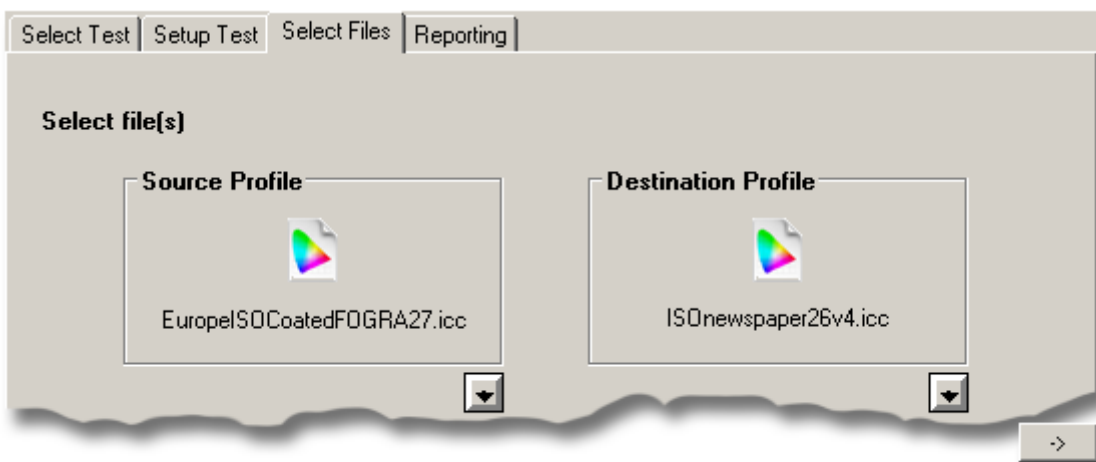 Select Test Setup Test Select Files Reporting
Select file(s)
Source Profile Destination Profile
EuropeISOCoatedFOGRA27.icc ISOnewspaper26v4.icc
->